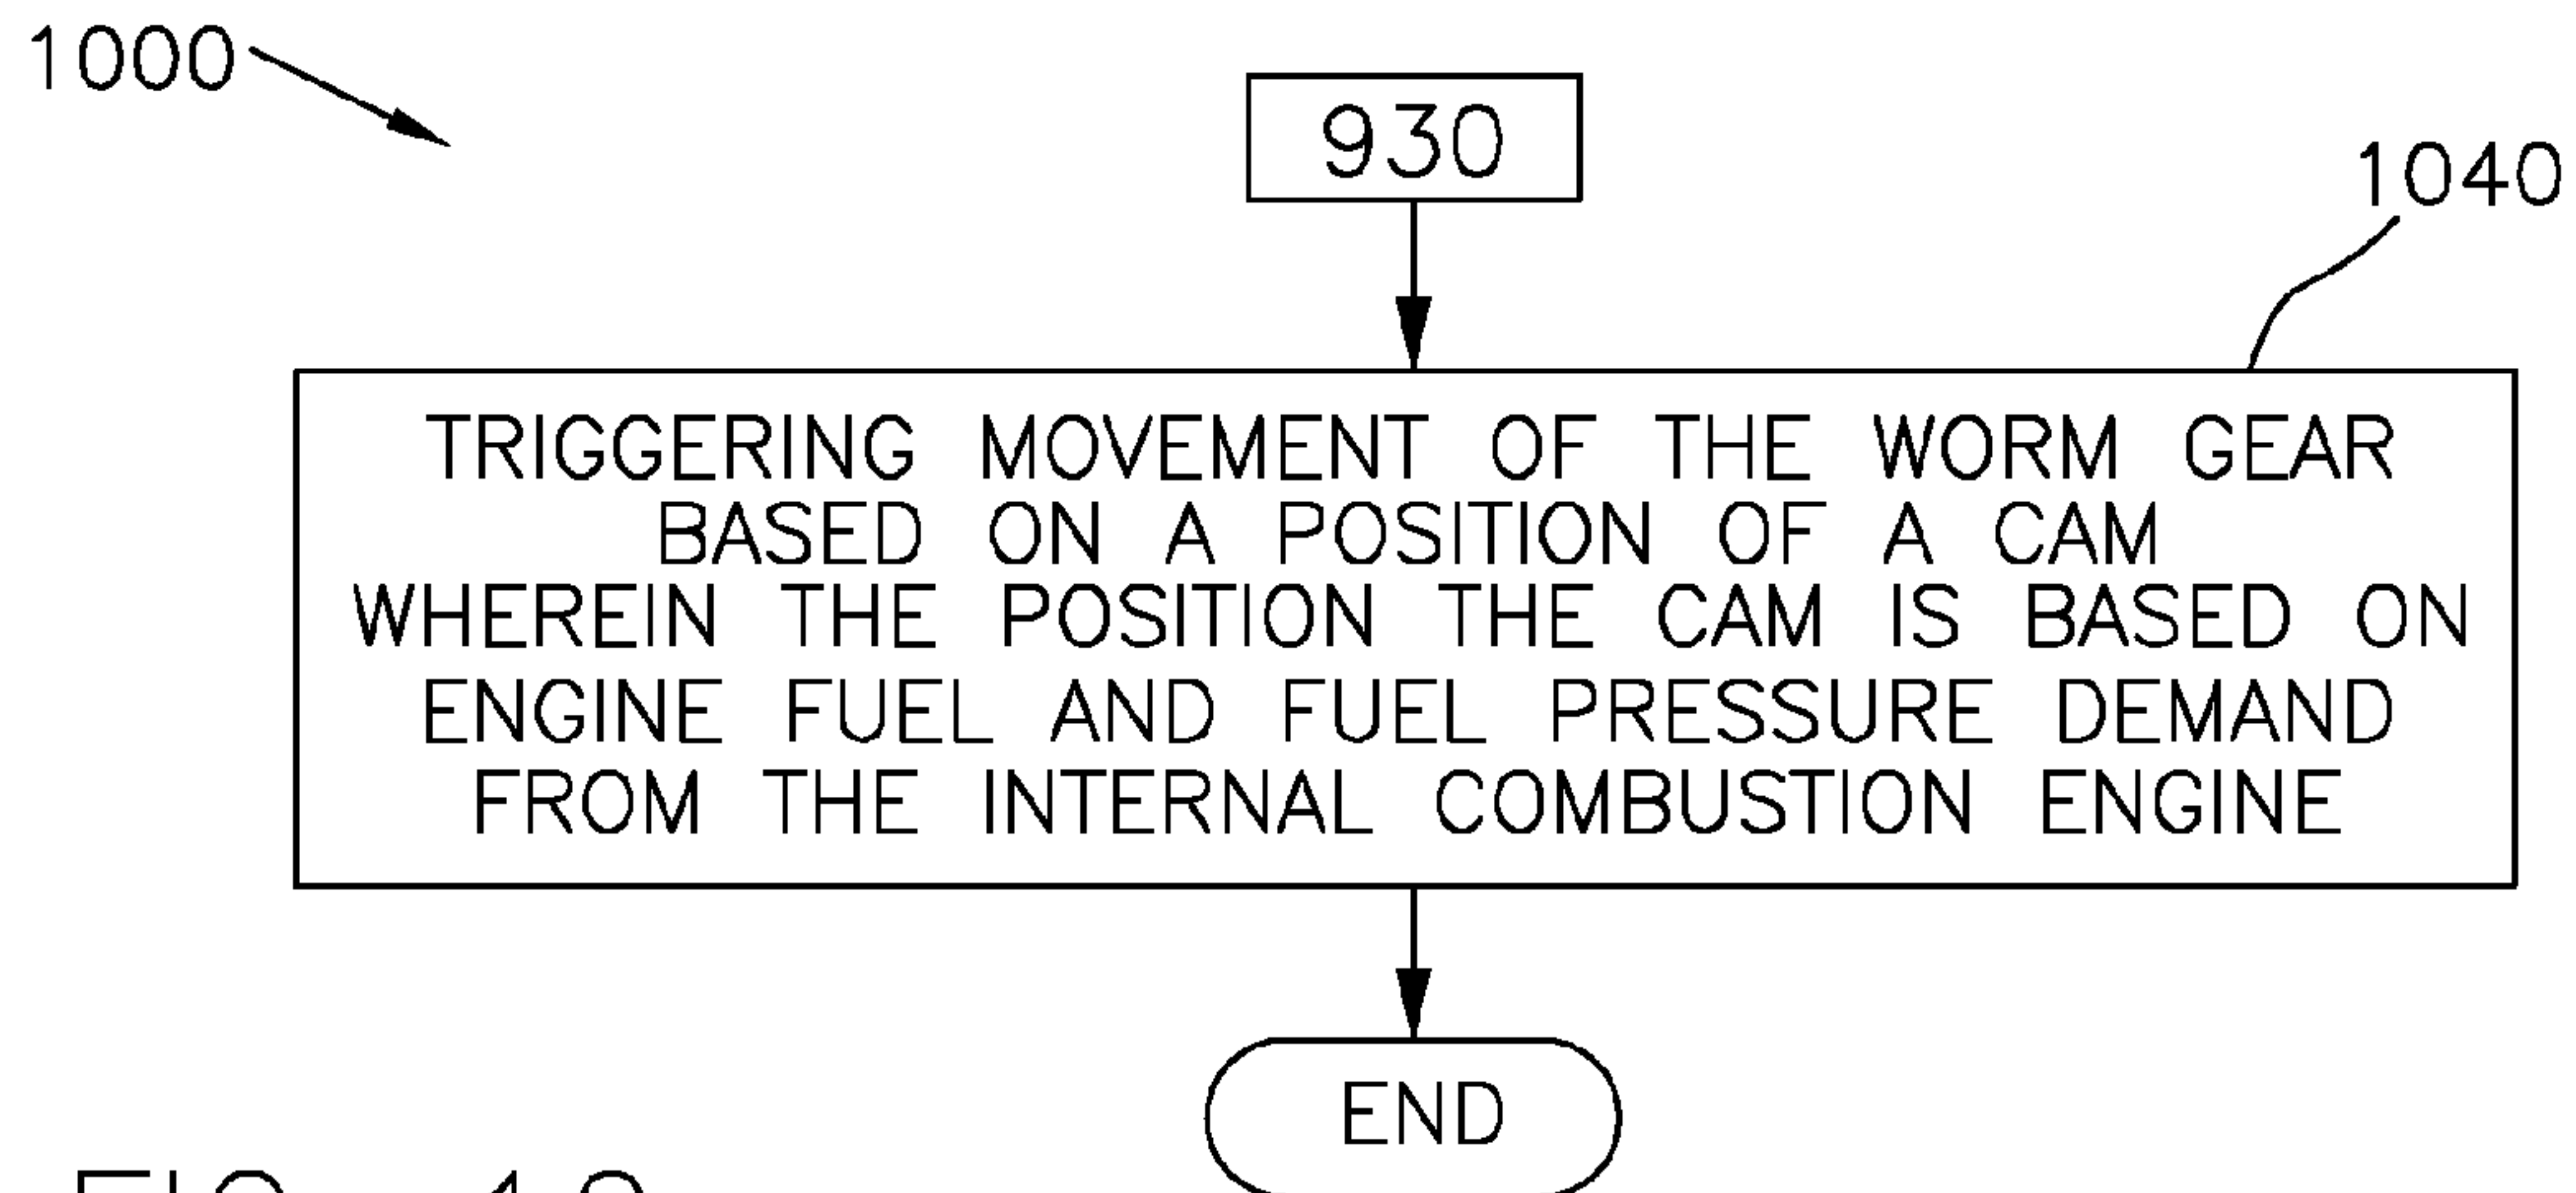 1000
930
1040
TRIGGERING MOVEMENT OF THE WORM GEAR
BASED ON A POSITION OF A CAM
WHEREIN THE POSITION THE CAM IS BASED ON
ENGINE FUEL AND FUEL PRESSURE DEMAND
FROM THE INTERNAL COMBUSTION ENGINE
END